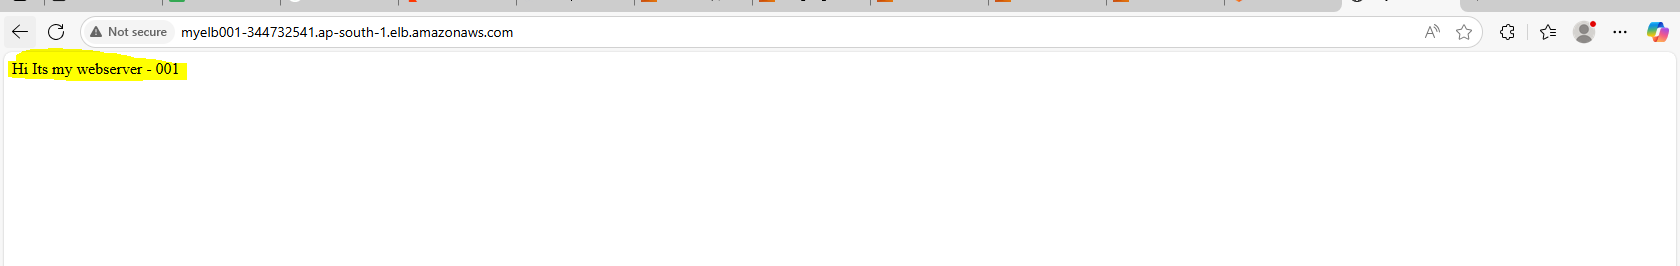 Not secure
myelb001-344732541.ap-south-1.elb.amazonaws.com
Hi Its my webserver - 001